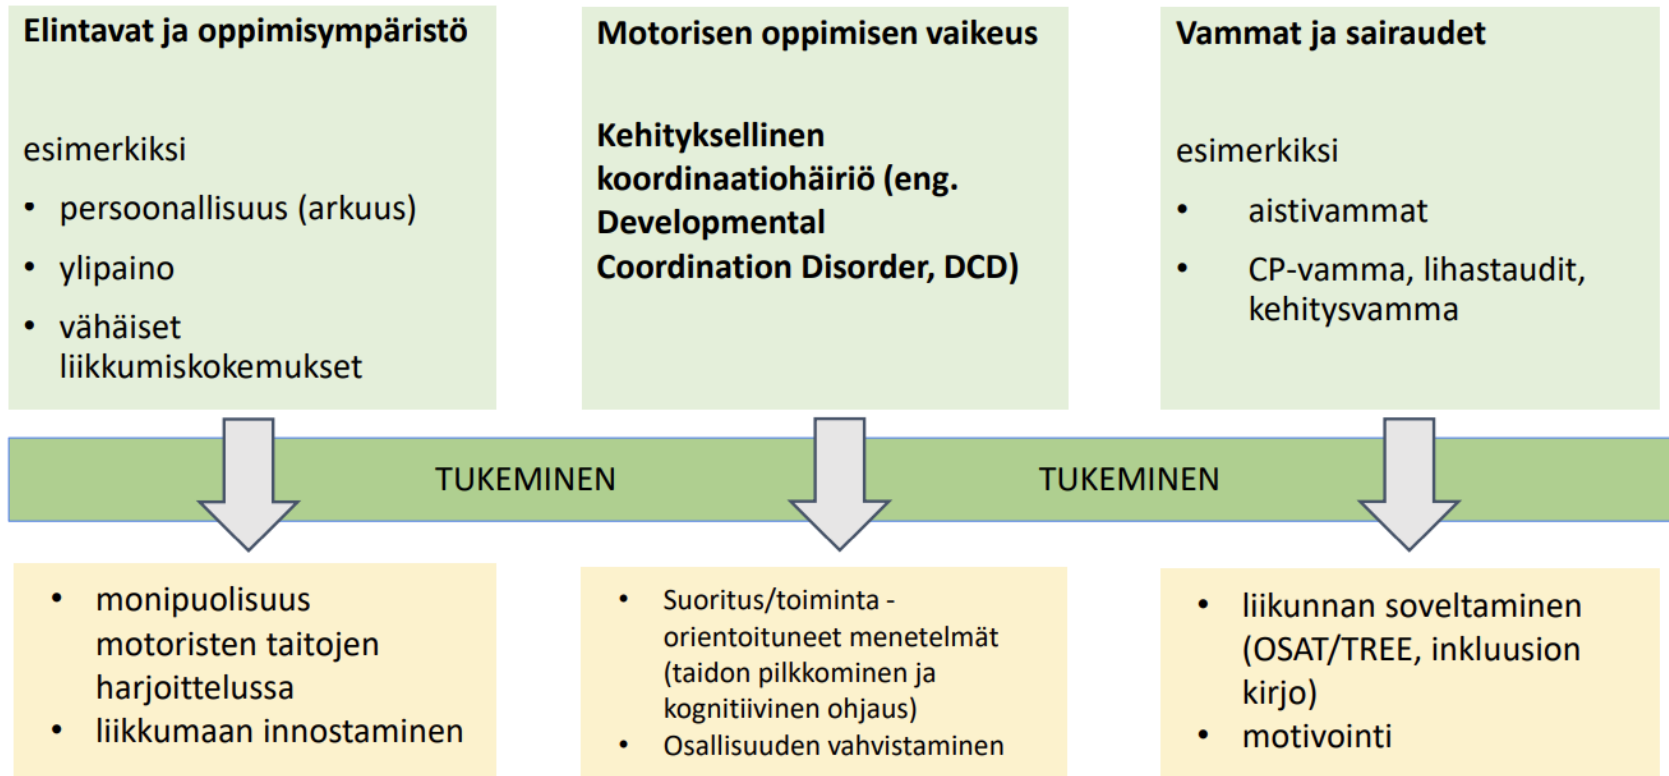 Elintavat ja oppimisympäristö
esimerkiksi
• persoonallisuus (arkuus)
• ylipaino
• vähäiset
liikkumiskokemukset
Motorisen oppimisen vaikeus
Kehityksellinen
koordinaatiohäiriö (eng.
Developmental
Coordination Disorder, DCD)
Vammat ja sairaudet
esimerkiksi
• aistivammat
• CP-vamma, lihastaudit,
kehitysvamma
TUKEMINEN
TUKEMINEN
• monipuolisuus
motoristen taitojen
harjoittelussa
• liikkumaan innostaminen
• Suoritus/toiminta -
orientoituneet menetelmät
(taidon pilkkominen ja
kognitiivinen ohjaus)
• Osallisuuden vahvistaminen
• liikunnan soveltaminen
(OSAT/TREE, inkluusion
kirjo)
• motivointi